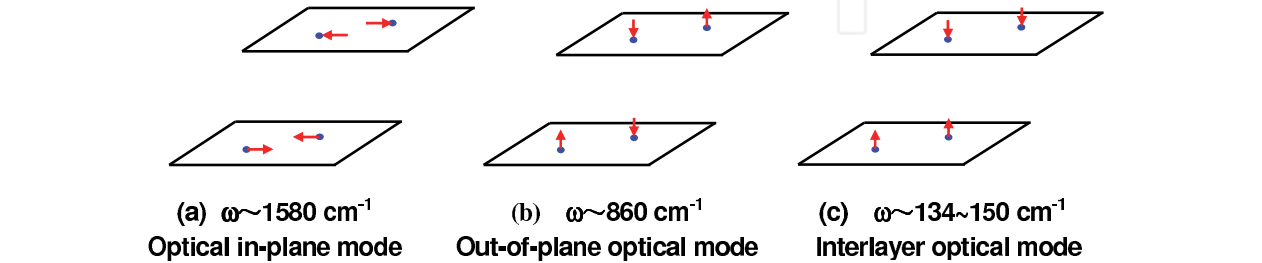 (a) ω～1580 cm⁻¹ (b) ω～860 cm⁻¹ (c) ω～134~150 cm⁻¹
Optical in-plane mode Out-of-plane optical mode Interlayer optical mode